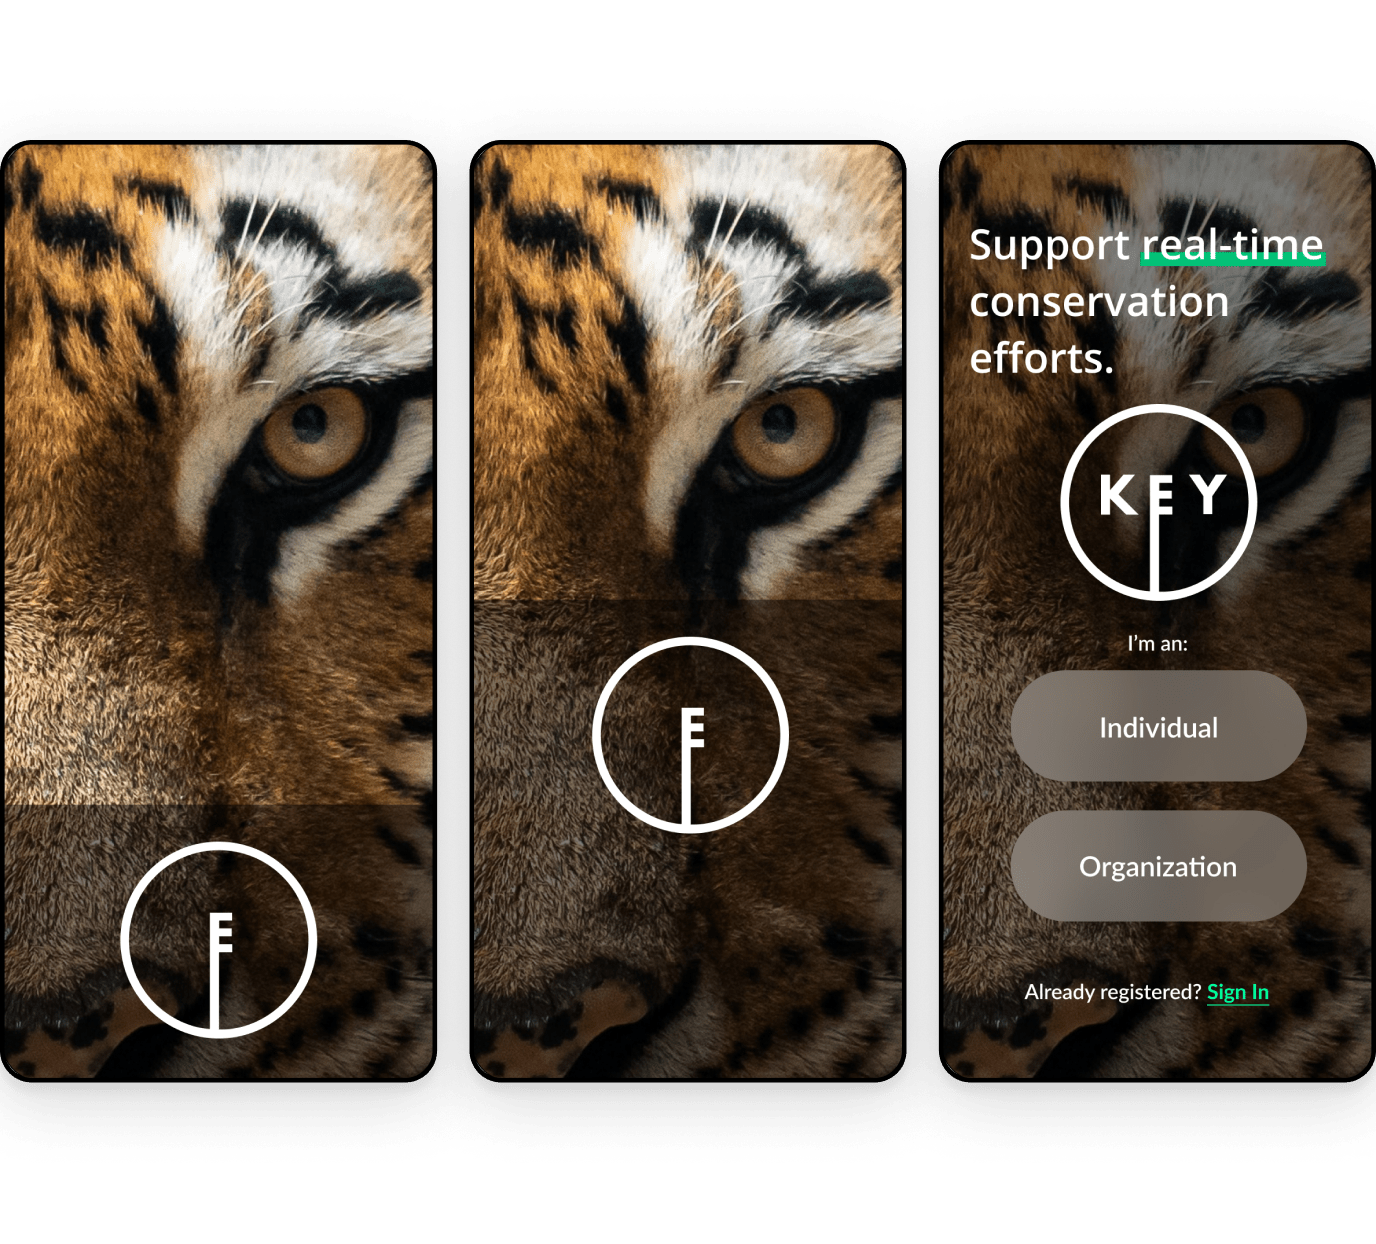 E
E
Support real-time
conservation
efforts.
KEY
I’m an:
Individual
Organization
Already registered? Sign In